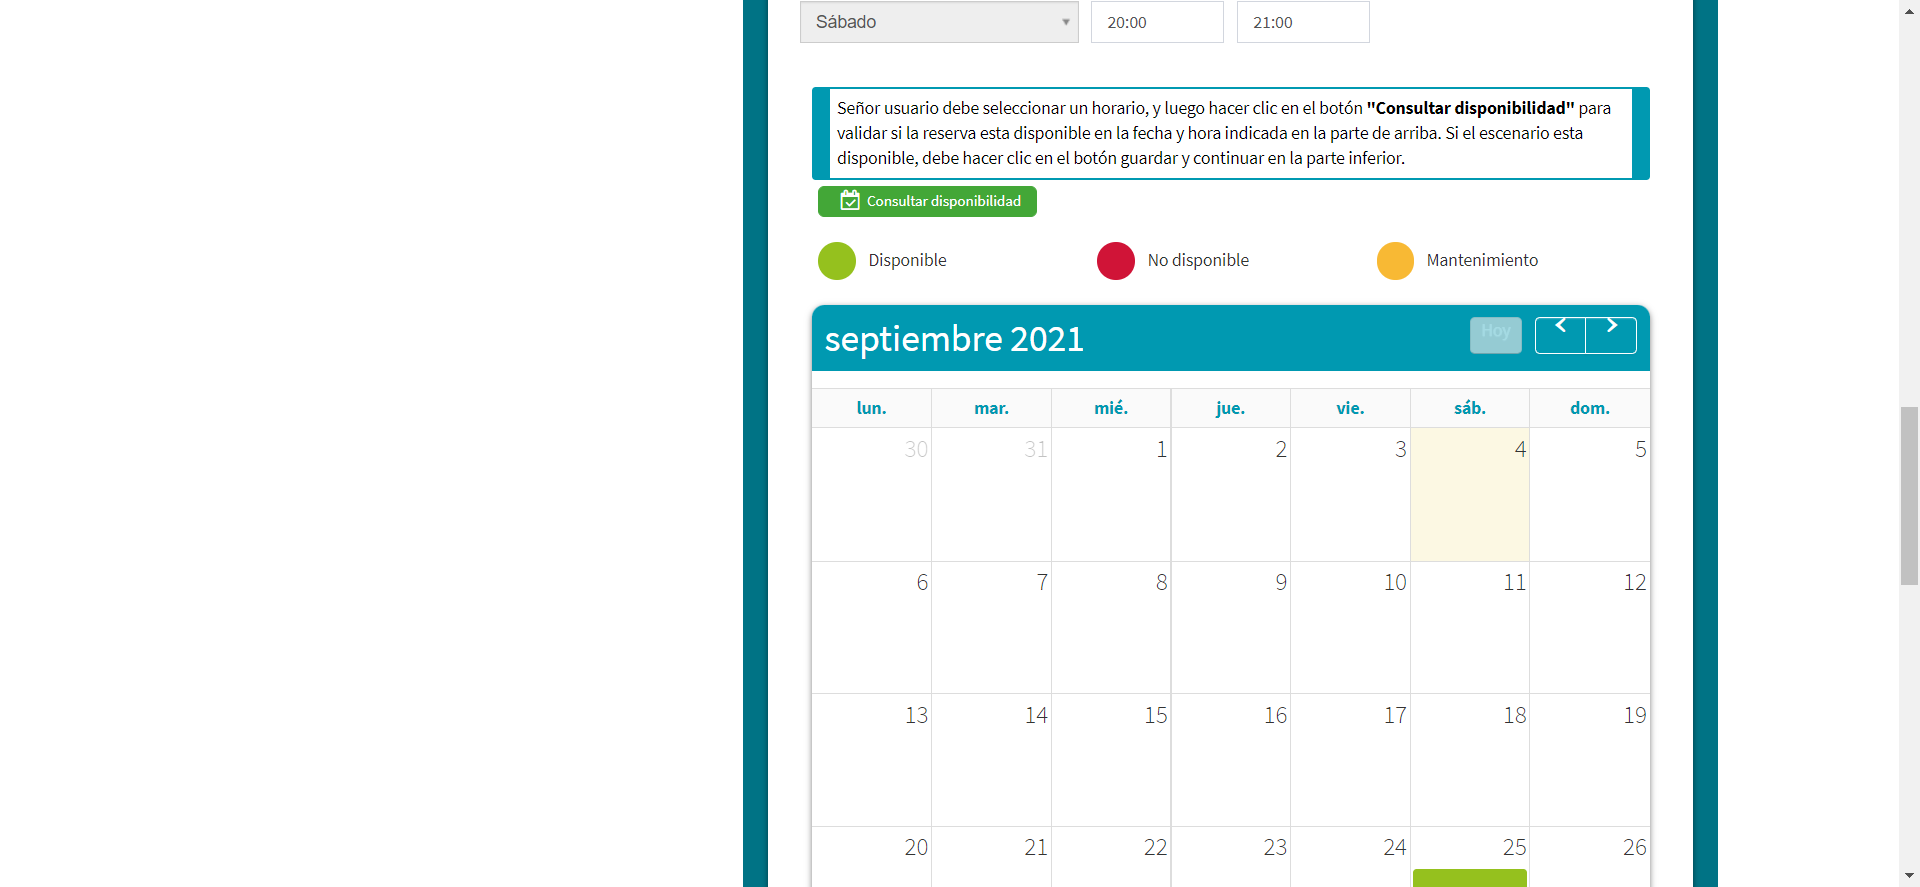 Sábado 20:00 21:00
Señor usuario debe seleccionar un horario, y luego hacer clic en el botón "Consultar disponibilidad" para
validar si la reserva esta disponible en la fecha y hora indicada en la parte de arriba. Si el escenario esta
disponible, debe hacer clic en el botón guardar y continuar en la parte inferior.
Consultar disponibilidad
Disponible No disponible Mantenimiento
septiembre 2021 Hoy
lun. mar. mié. jue. vie. sáb. dom.
30 31 1 2 3 4 5
6 7 8 9 10 11 12
13 14 15 16 17 18 19
20 21 22 23 24 25 26